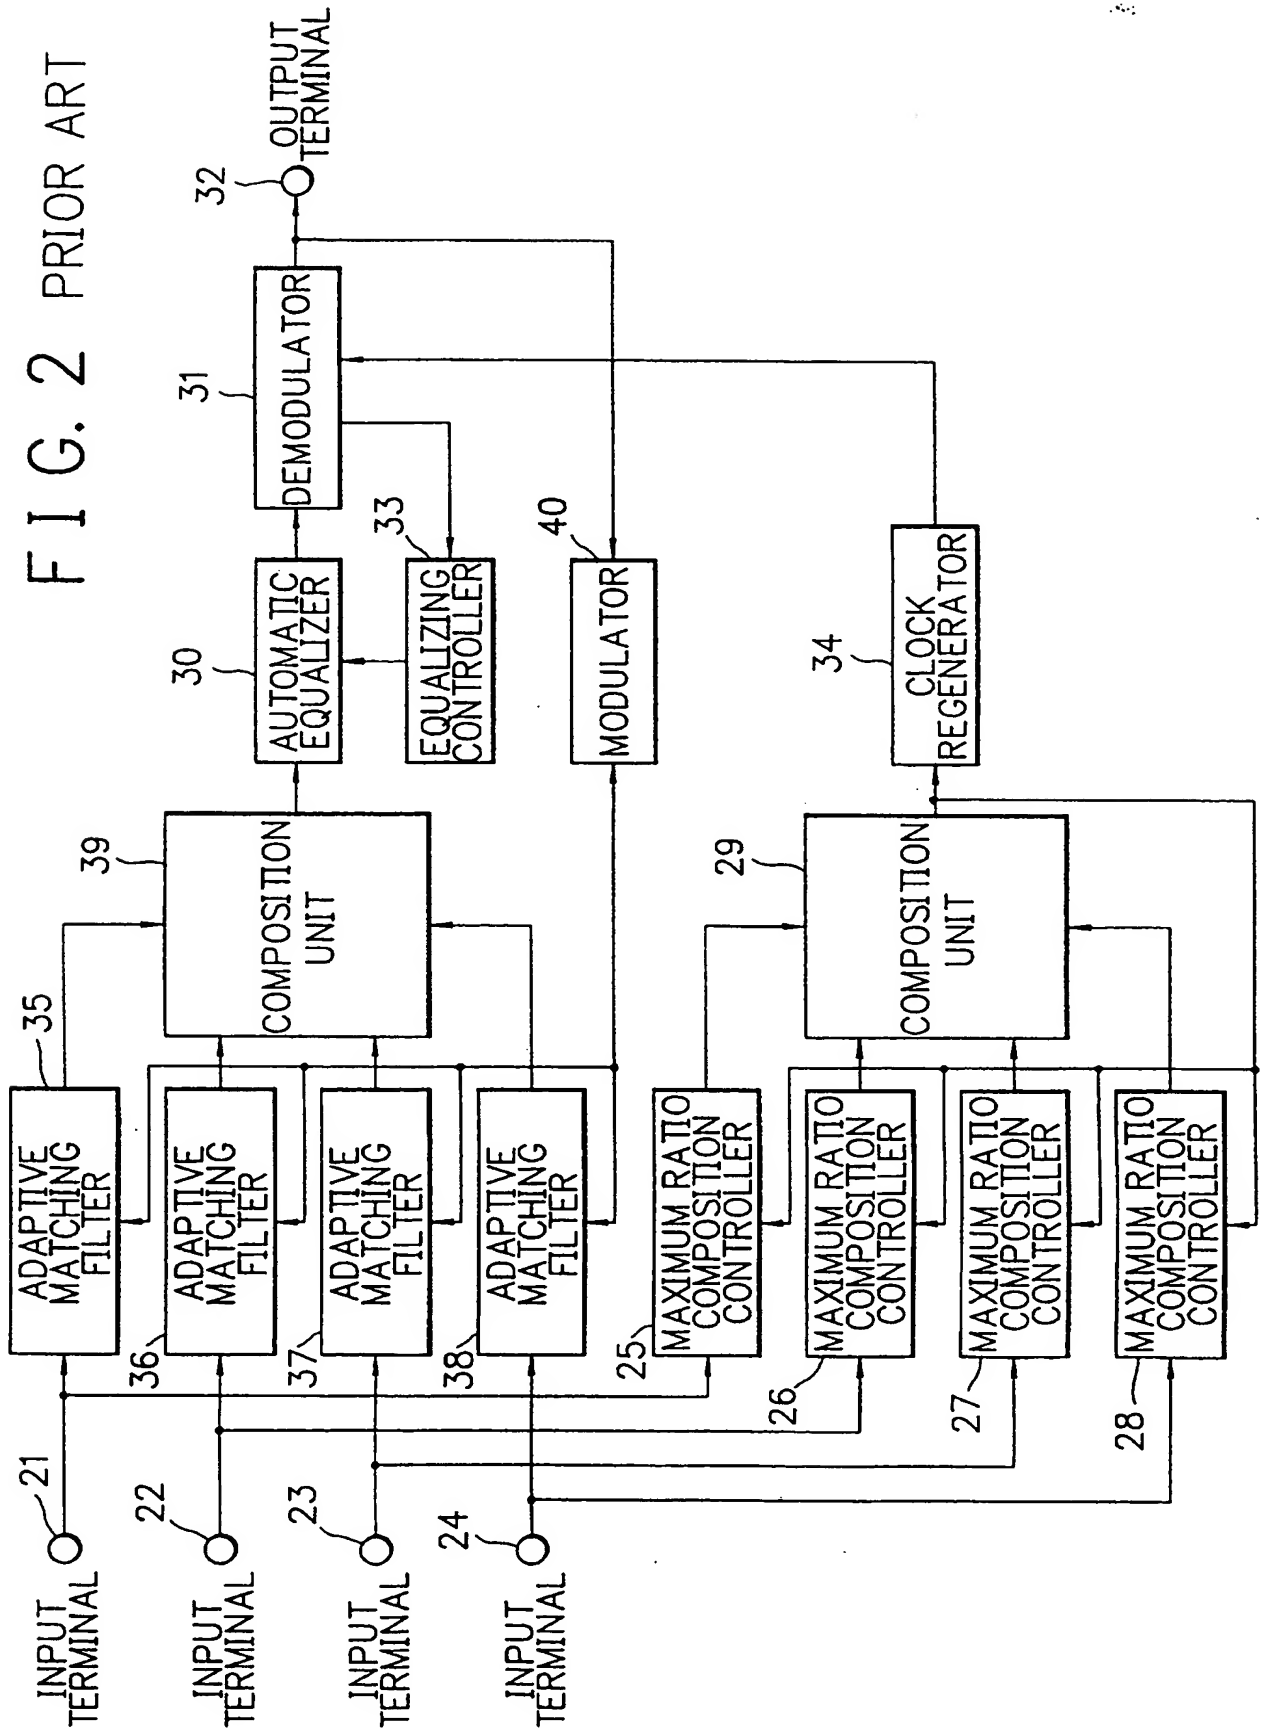 FIG. 2 PRIOR ART
INPUT
TERMINAL
21
INPUT
TERMINAL
22
INPUT
TERMINAL
23
INPUT
TERMINAL
24
35
ADAPTIVE
MATCHING
FILTER
36
ADAPTIVE
MATCHING
FILTER
37
ADAPTIVE
MATCHING
FILTER
38
ADAPTIVE
MATCHING
FILTER
25
MAXIMUM RATIO
COMPOSITION
CONTROLLER
26
MAXIMUM RATIO
COMPOSITION
CONTROLLER
27
MAXIMUM RATIO
COMPOSITION
CONTROLLER
28
MAXIMUM RATIO
COMPOSITION
CONTROLLER
39
COMPOSITION
UNIT
29
COMPOSITION
UNIT
30
AUTOMATIC
EQUALIZER
33
EQUALIZING
CONTROLLER
40
MODULATOR
34
CLOCK
REGENERATOR
31
DEMODULATOR
32
OUTPUT
TERMINAL